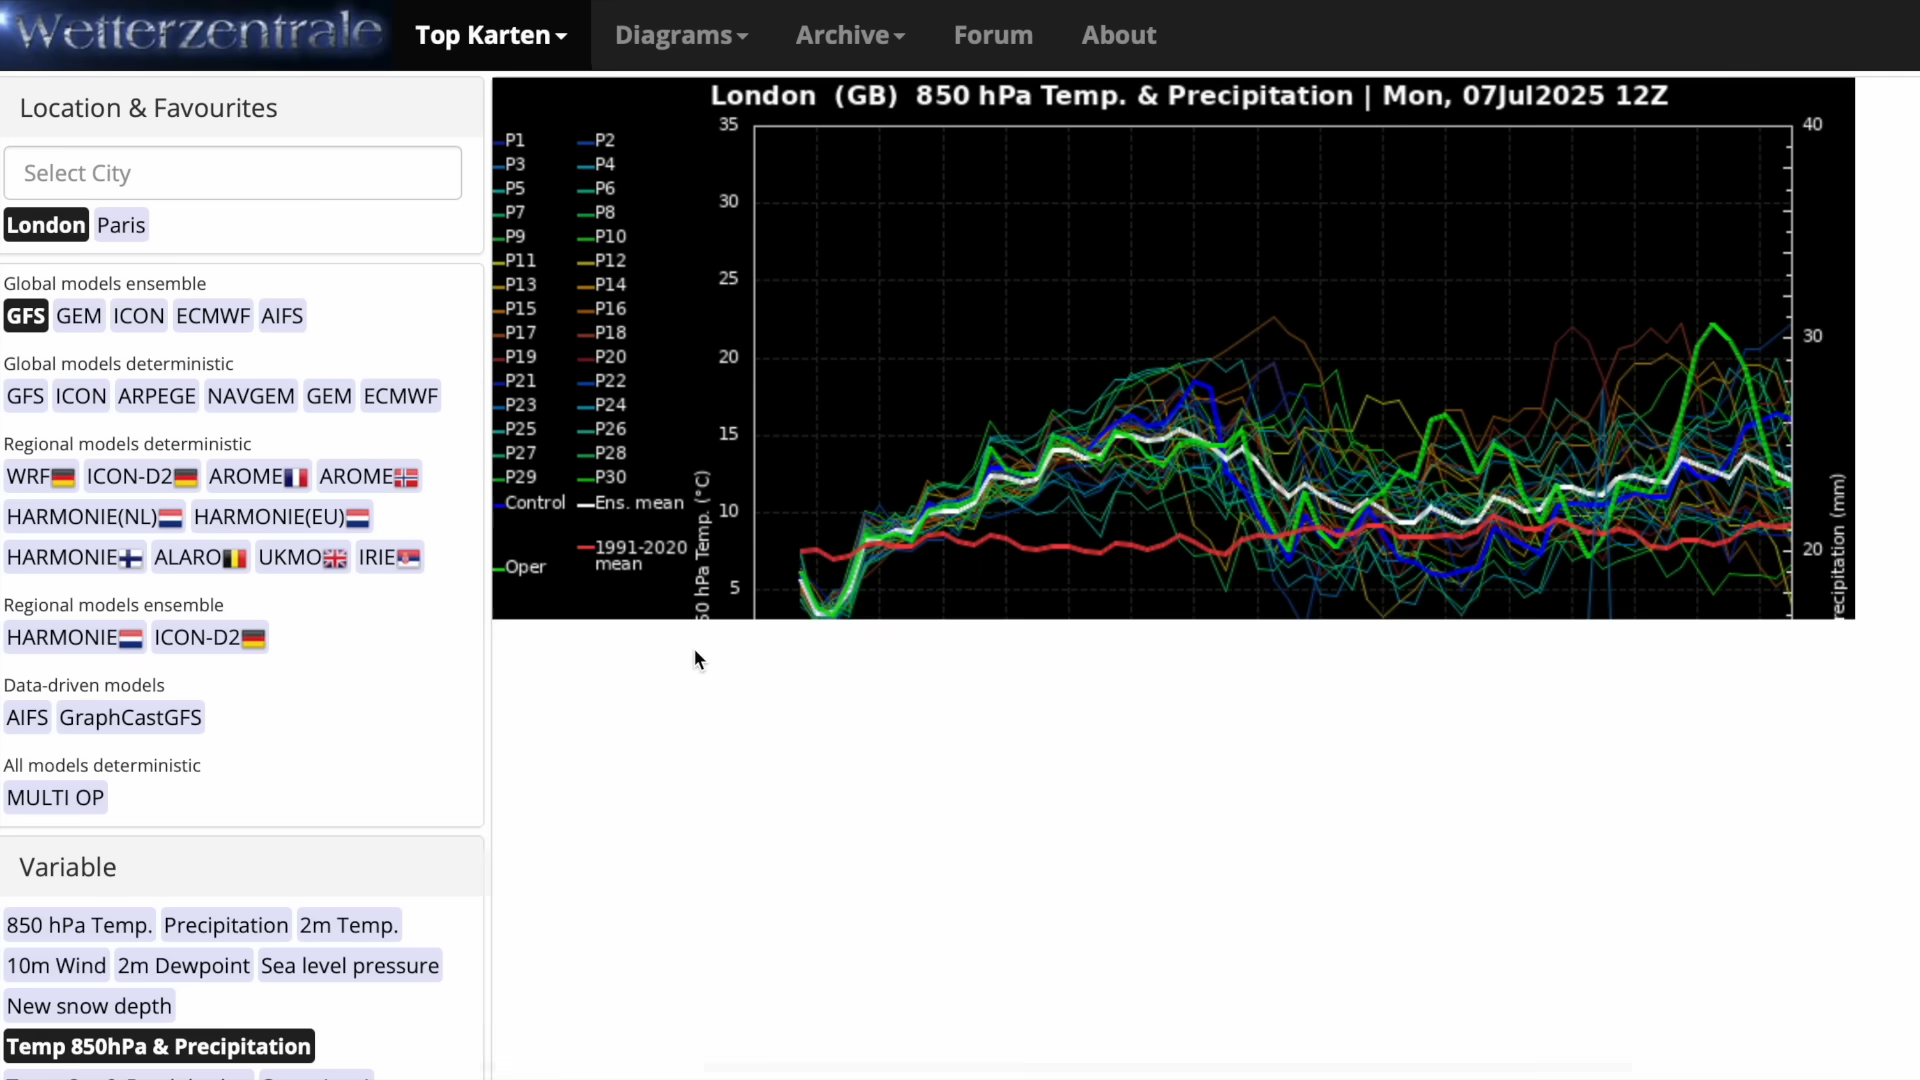 Wetterzentrale
Top Karten
Diagrams
Archive
Forum
About
Location & Favourites
Select City
London Paris
Global models ensemble
GFS GEM ICON ECMWF AIFS
Global models deterministic
GFS ICON ARPEGE NAVGEM GEM ECMWF
Regional models deterministic
WRF ICON-D2 AROME AROME
HARMONIE(NL) HARMONIE(EU)
HARMONIE ALARO UKMO IRIE
Regional models ensemble
HARMONIE ICON-D2
Data-driven models
AIFS GraphCastGFS
All models deterministic
MULTI OP
Variable
850 hPa Temp. Precipitation 2m Temp.
10m Wind 2m Dewpoint Sea level pressure
New snow depth
Temp 850hPa & Precipitation
London (GB) 850 hPa Temp. & Precipitation | Mon, 07Jul2025 12Z
P1 P2
P3 P4
P5 P6
P7 P8
P9 P10
P11 P12
P13 P14
P15 P16
P17 P18
P19 P20
P21 P22
P23 P24
P25 P26
P27 P28
P29 P30
Control Ens. mean
Oper 1991-2020
mean
50 hPa Temp. (°C)
35
30
25
20
15
10
5
40
30
20
recipitation (mm)